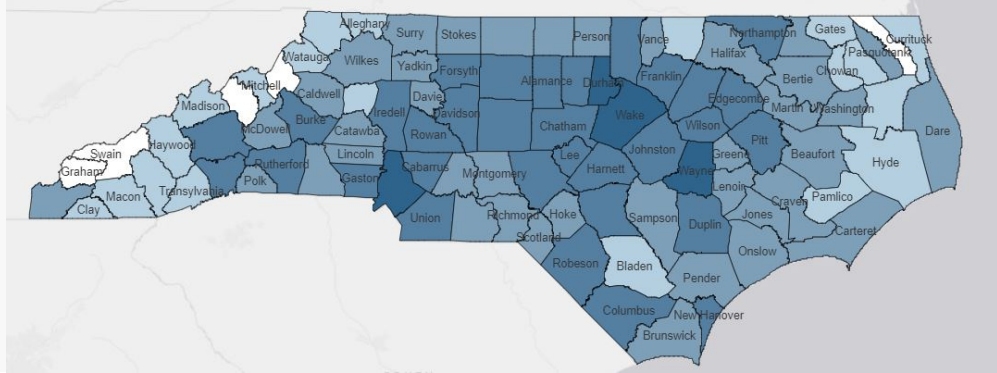 Alleghany
Surry
Stokes
Person
Vance
Northampton
Gates
Currituck
Watauga
Wilkes
Yadkin
Forsyth
Alamance
Durham
Franklin
Halifax
Bertie
Chowan
Pasquotank
Mitchell
Madison
Caldwell
Iredell
Davie
Davidson
Wake
Edgecombe
Martin
Washington
Dare
McDowell
Burke
Catawba
Rowan
Chatham
Wilson
Pitt
Beaufort
Hyde
Swain
Haywood
Rutherford
Lincoln
Cabarrus
Lee
Johnston
Greene
Graham
Macon
Transylvania
Polk
Gaston
Montgomery
Harnett
Wayne
Lenoir
Craven
Pamlico
Clay
Union
Richmond
Hoke
Sampson
Duplin
Jones
Carteret
Scotland
Robeson
Bladen
Onslow
Pender
Columbus
New Hanover
Brunswick